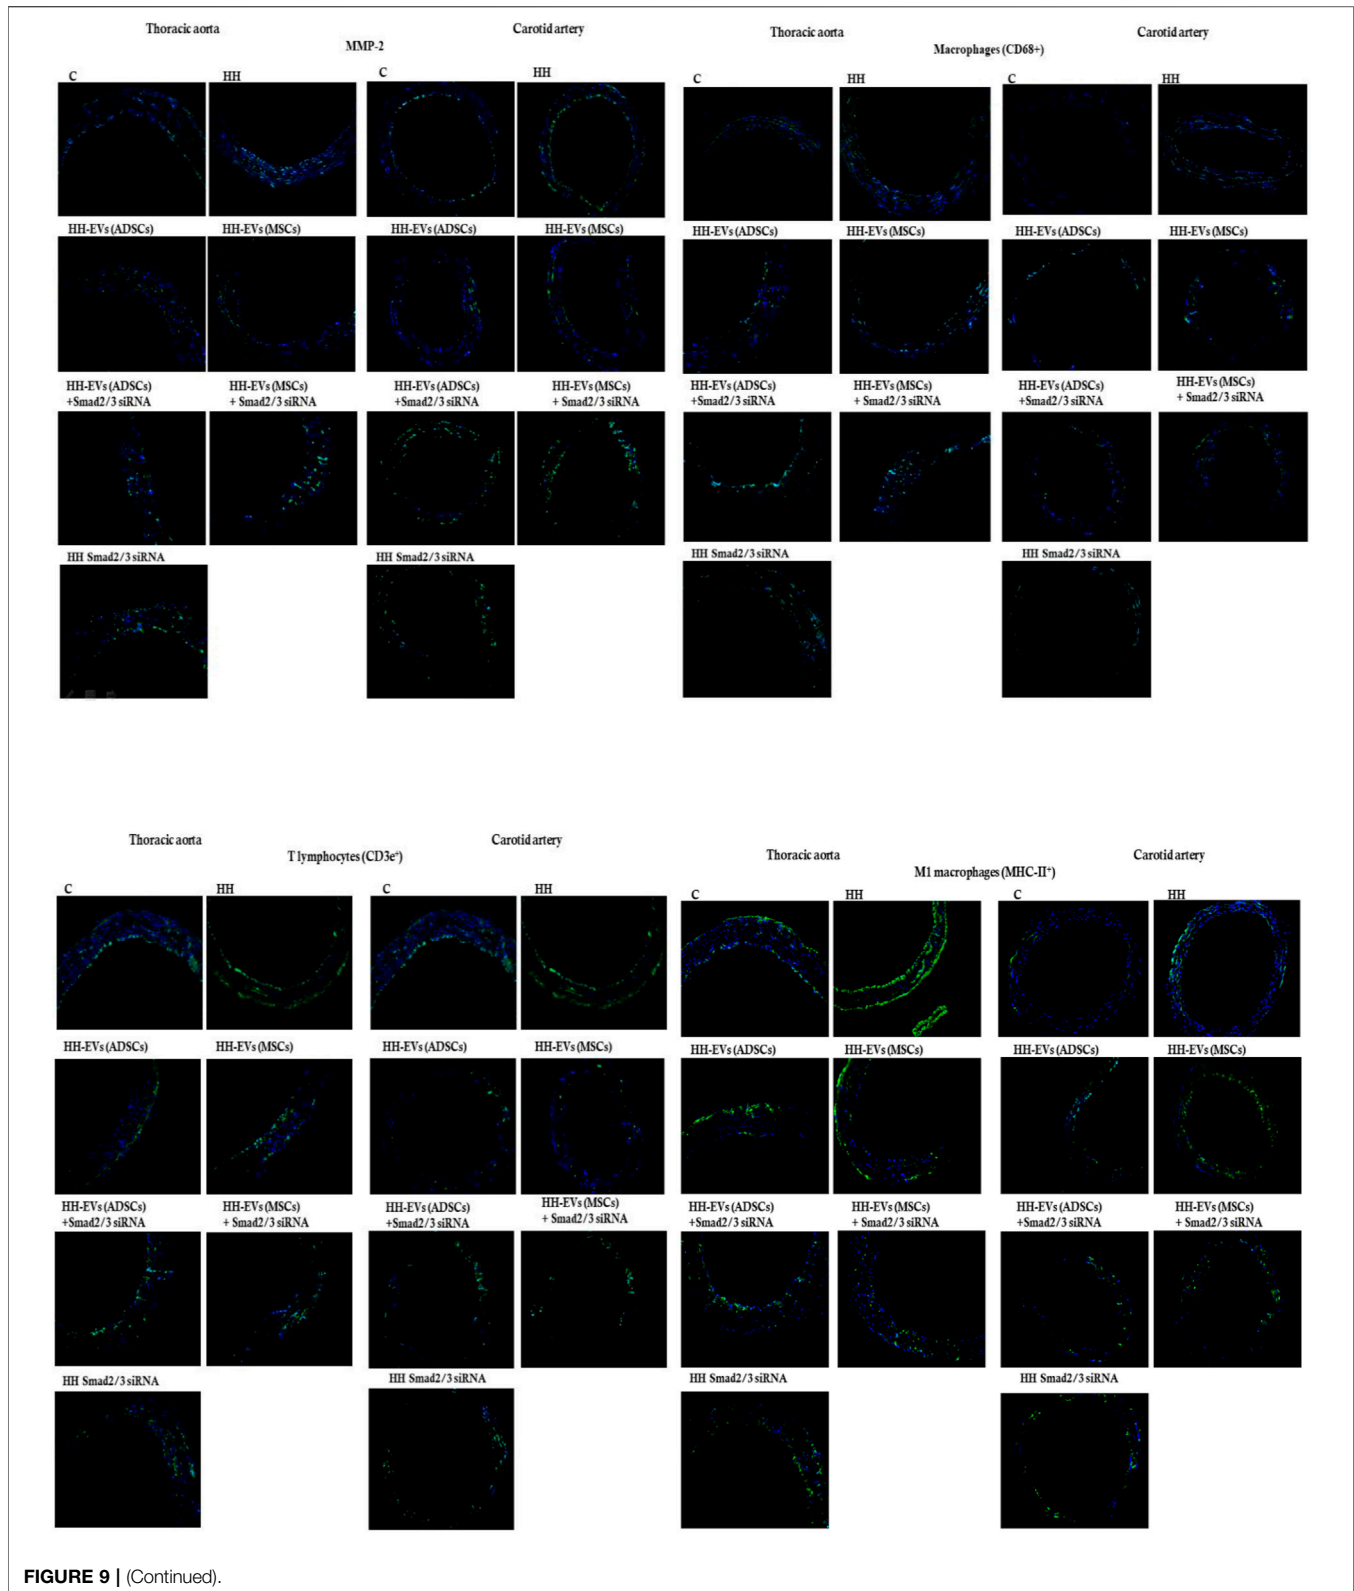 Thoracic aorta
Carotid artery
MMP-2
C
HH
C
HH
HH-EVs (ADSCs)
HH-EVs (MSCs)
HH-EVs (ADSCs)
HH-EVs (MSCs)
HH-EVs (ADSCs)
+Smad2/3 siRNA
HH-EVs (MSCs)
+ Smad2/3 siRNA
HH-EVs (ADSCs)
+Smad2/3 siRNA
HH-EVs (MSCs)
+ Smad2/3 siRNA
HH Smad2/3 siRNA
HH Smad2/3 siRNA
Thoracic aorta
Carotid artery
Macrophages (CD68+)
C
HH
C
HH
HH-EVs (ADSCs)
HH-EVs (MSCs)
HH-EVs (ADSCs)
HH-EVs (MSCs)
HH-EVs (ADSCs)
+Smad2/3 siRNA
HH-EVs (MSCs)
+ Smad2/3 siRNA
HH-EVs (ADSCs)
+Smad2/3 siRNA
HH-EVs (MSCs)
+ Smad2/3 siRNA
HH Smad2/3 siRNA
HH Smad2/3 siRNA
Thoracic aorta
Carotid artery
T lymphocytes (CD3e⁺)
C
HH
C
HH
HH-EVs (ADSCs)
HH-EVs (MSCs)
HH-EVs (ADSCs)
HH-EVs (MSCs)
HH-EVs (ADSCs)
+Smad2/3 siRNA
HH-EVs (MSCs)
+ Smad2/3 siRNA
HH-EVs (ADSCs)
+Smad2/3 siRNA
HH-EVs (MSCs)
+ Smad2/3 siRNA
HH Smad2/3 siRNA
HH Smad2/3 siRNA
Thoracic aorta
Carotid artery
M1 macrophages (MHC-II⁺)
C
HH
C
HH
HH-EVs (ADSCs)
HH-EVs (MSCs)
HH-EVs (ADSCs)
HH-EVs (MSCs)
HH-EVs (ADSCs)
+Smad2/3 siRNA
HH-EVs (MSCs)
+ Smad2/3 siRNA
HH-EVs (ADSCs)
+Smad2/3 siRNA
HH-EVs (MSCs)
+ Smad2/3 siRNA
HH Smad2/3 siRNA
HH Smad2/3 siRNA
FIGURE 9 | (Continued).